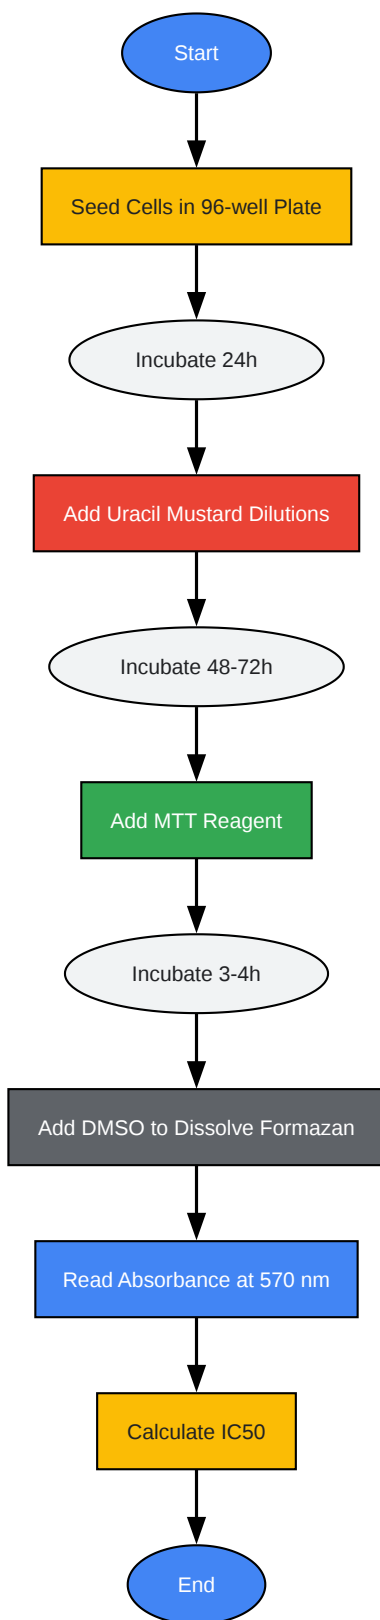 Start
Seed Cells in 96-well Plate
Incubate 24h
Add Uracil Mustard Dilutions
Incubate 48-72h
Add MTT Reagent
Incubate 3-4h
Add DMSO to Dissolve Formazan
Read Absorbance at 570 nm
Calculate IC50
End